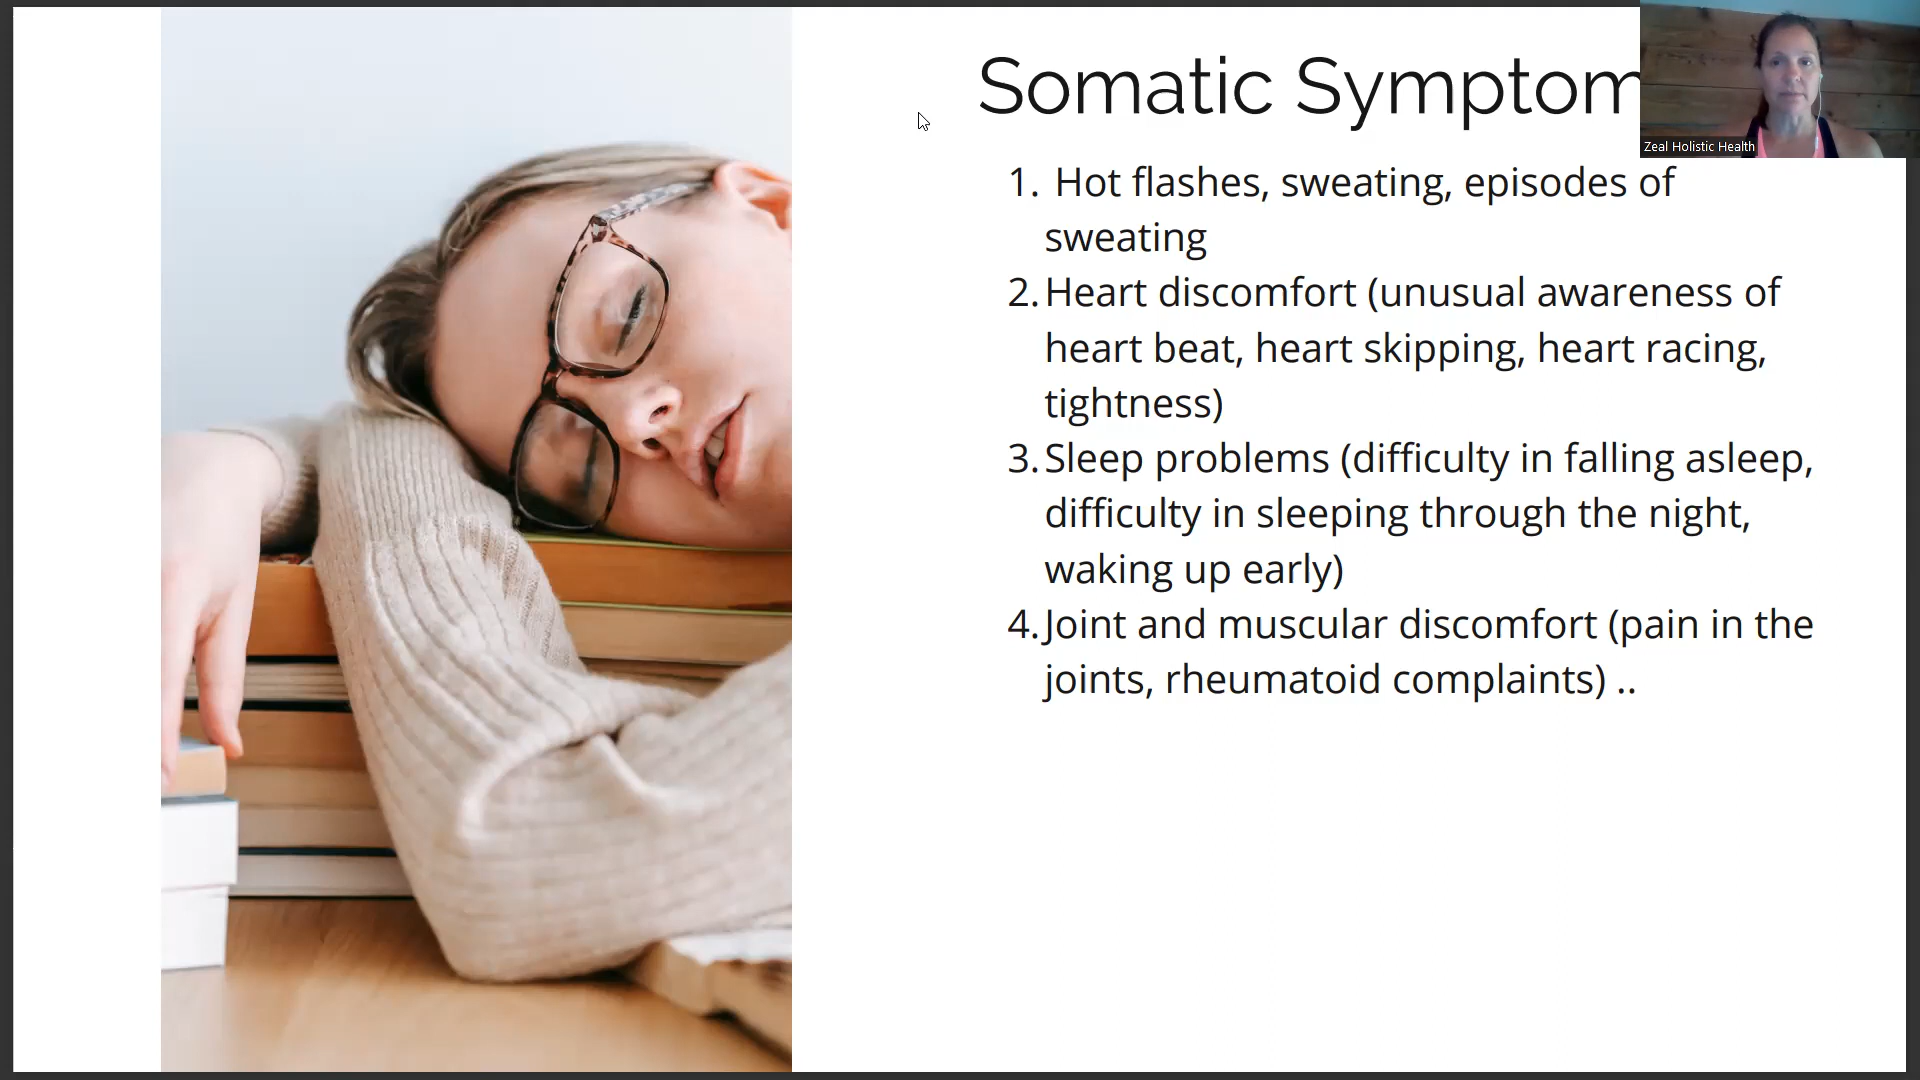 Somatic Symptom
Zeal Holistic Health
1. Hot flashes, sweating, episodes of
sweating
2. Heart discomfort (unusual awareness of
heart beat, heart skipping, heart racing,
tightness)
3. Sleep problems (difficulty in falling asleep,
difficulty in sleeping through the night,
waking up early)
4. Joint and muscular discomfort (pain in the
joints, rheumatoid complaints) ..